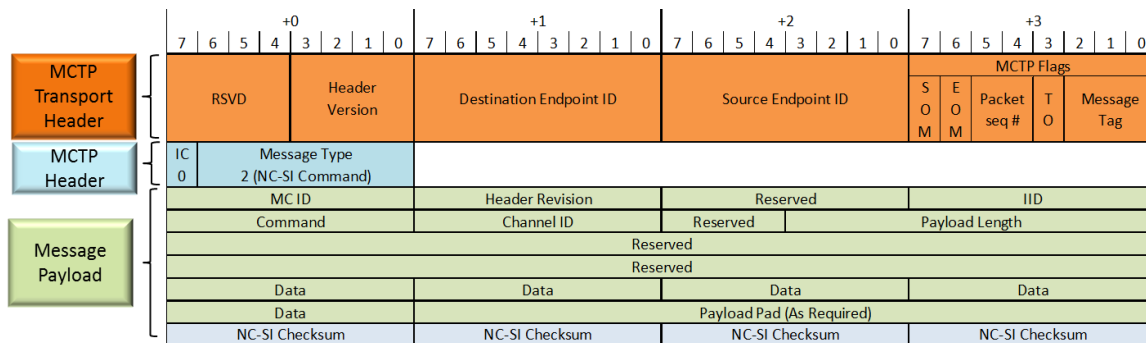 +0 +1 +2 +3
7 6 5 4 3 2 1 0 7 6 5 4 3 2 1 0 7 6 5 4 3 2 1 0 7 6 5 4 3 2 1 0
MCTP
Transport
Header
RSVD
Header
Version
Destination Endpoint ID
Source Endpoint ID
MCTP Flags
S
O
M
E
O
M
Packet
seq #
T
O
Message
Tag
MCTP
Header
IC
0
Message Type
2 (NC-SI Command)
Message
Payload
MC ID Header Revision Reserved IID
Command Channel ID Reserved Payload Length
Reserved
Reserved
Data Data Data Data
Data Payload Pad (As Required)
NC-SI Checksum NC-SI Checksum NC-SI Checksum NC-SI Checksum